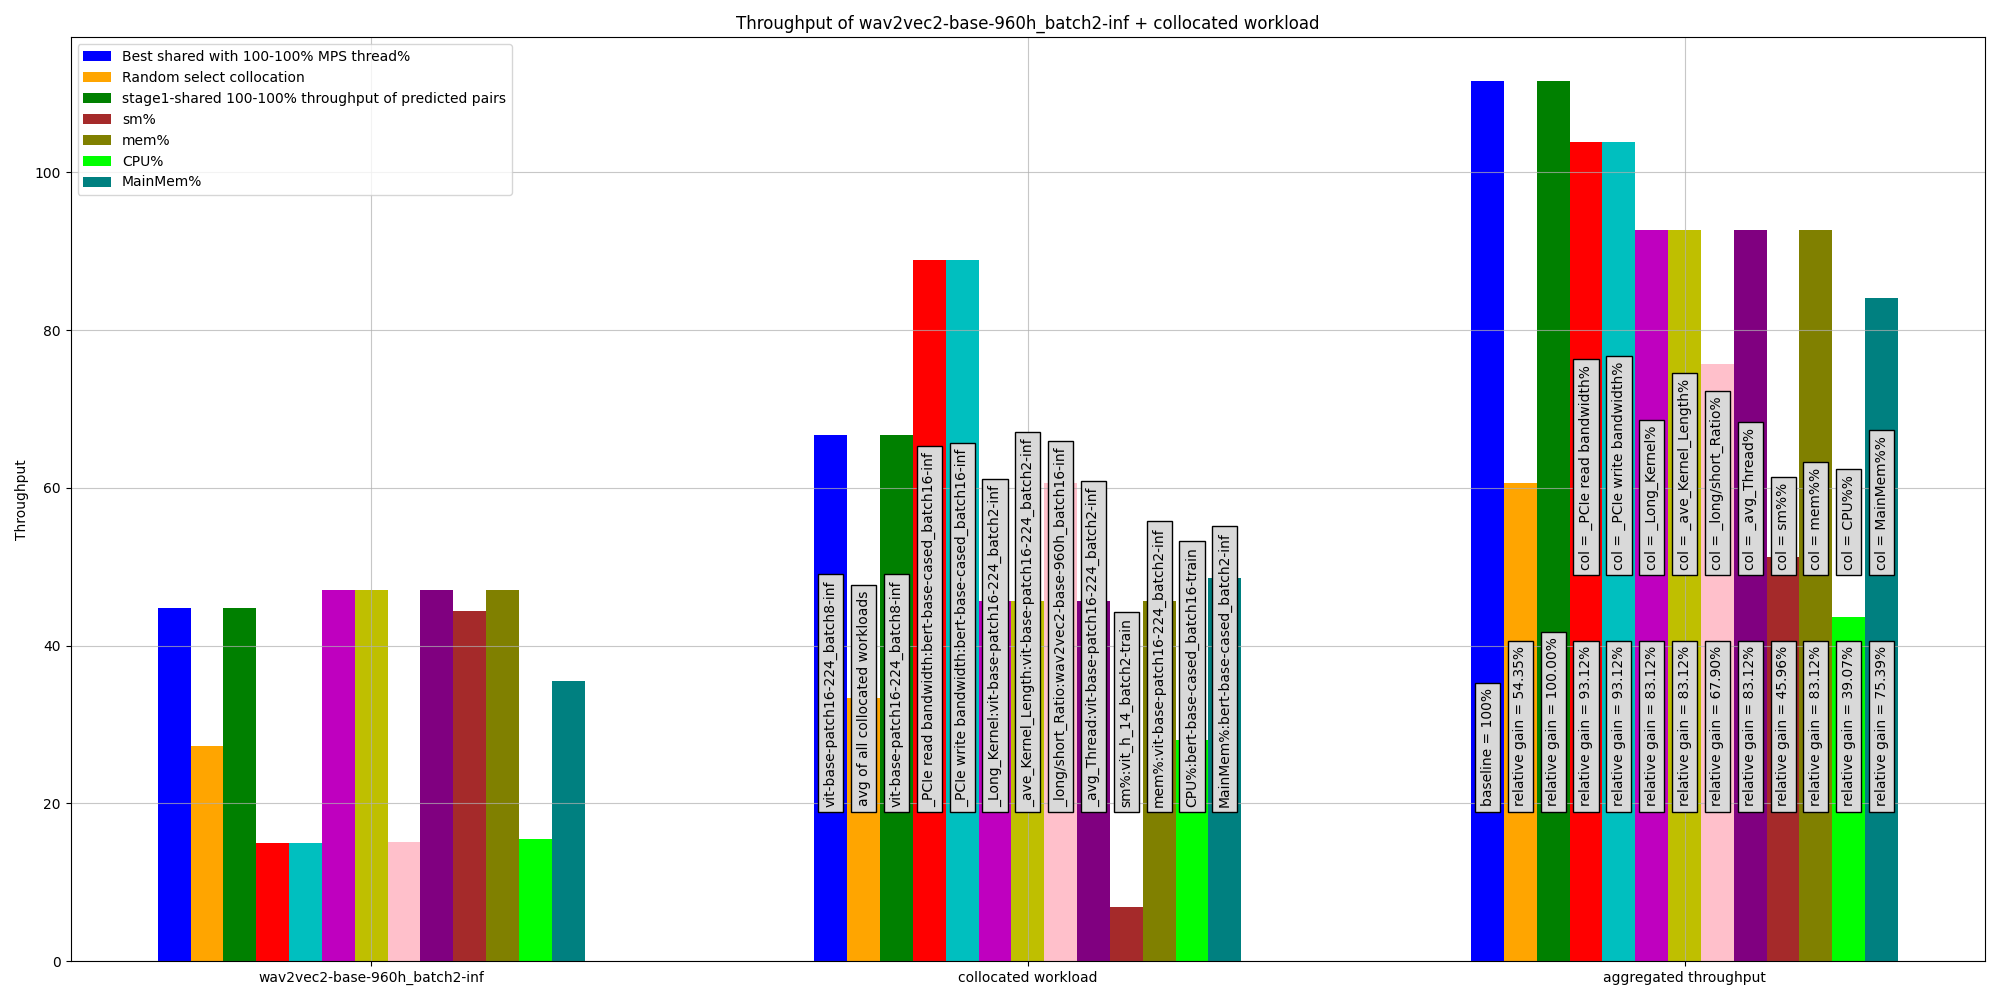 Throughput of wav2vec2-base-960h_batch2-inf + collocated workload
Best shared with 100-100% MPS thread%
Random select collocation
stage1-shared 100-100% throughput of predicted pairs
sm%
mem%
CPU%
MainMem%
Throughput
100
80
60
40
20
0
vit-base-patch16-224_batch8-inf
avg of all collocated workloads
vit-base-patch16-224_batch8-inf
_PCIe read bandwidth:bert-base-cased_batch16-inf
_PCIe write bandwidth:bert-base-cased_batch16-inf
_Long_Kernel:vit-base-patch16-224_batch2-inf
_ave_Kernel_Length:vit-base-patch16-224_batch2-inf
_long/short_Ratio:wav2vec2-base-960h_batch16-inf
_avg_Thread:vit-base-patch16-224_batch2-inf
sm%:vit_h_14_batch2-train
mem%:vit-base-patch16-224_batch2-inf
CPU%:bert-base-cased_batch16-train
MainMem%:bert-base-cased_batch2-inf
col = _PCIe read bandwidth%
col = _PCIe write bandwidth%
col = _Long_Kernel%
col = _ave_Kernel_Length%
col = _long/short_Ratio%
col = _avg_Thread%
col = sm%%
col = mem%%
col = CPU%%
col = MainMem%%
baseline = 100%
relative gain = 54.35%
relative gain = 100.00%
relative gain = 93.12%
relative gain = 93.12%
relative gain = 83.12%
relative gain = 83.12%
relative gain = 67.90%
relative gain = 83.12%
relative gain = 45.96%
relative gain = 83.12%
relative gain = 39.07%
relative gain = 75.39%
wav2vec2-base-960h_batch2-inf
collocated workload
aggregated throughput